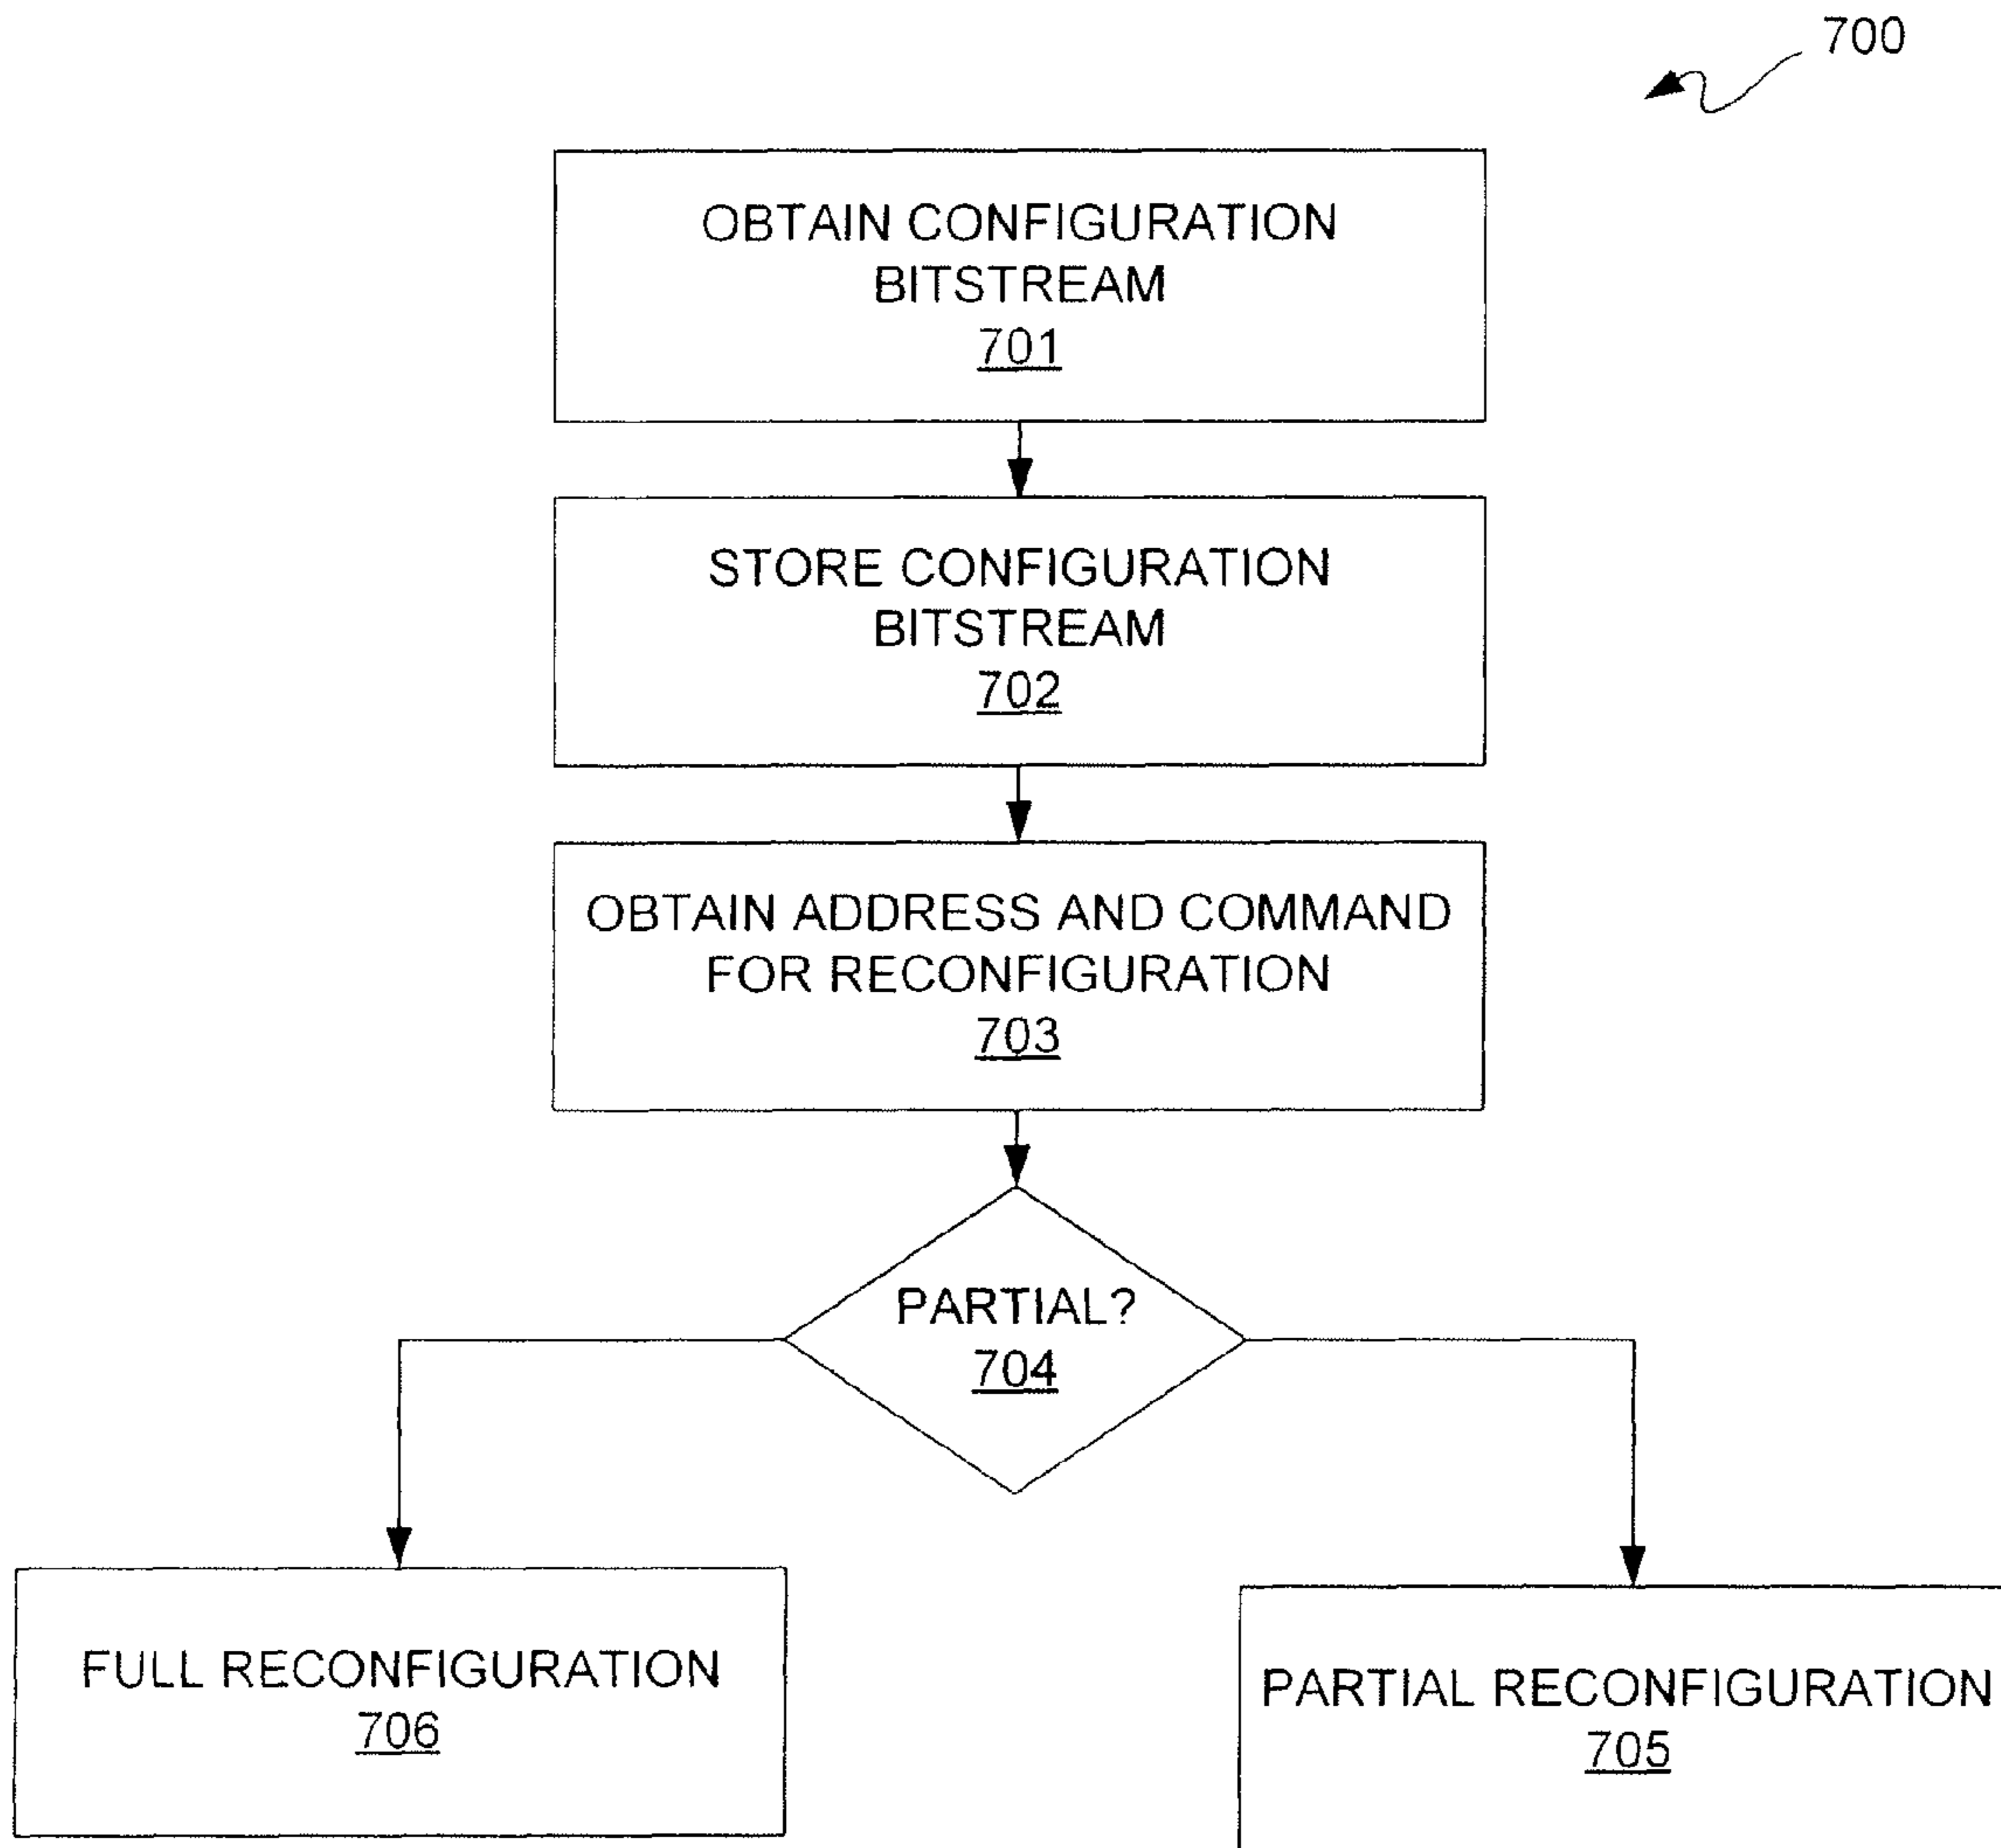 700
OBTAIN CONFIGURATION
BITSTREAM
701
STORE CONFIGURATION
BITSTREAM
702
OBTAIN ADDRESS AND COMMAND
FOR RECONFIGURATION
703
PARTIAL?
704
FULL RECONFIGURATION
706
PARTIAL RECONFIGURATION
705